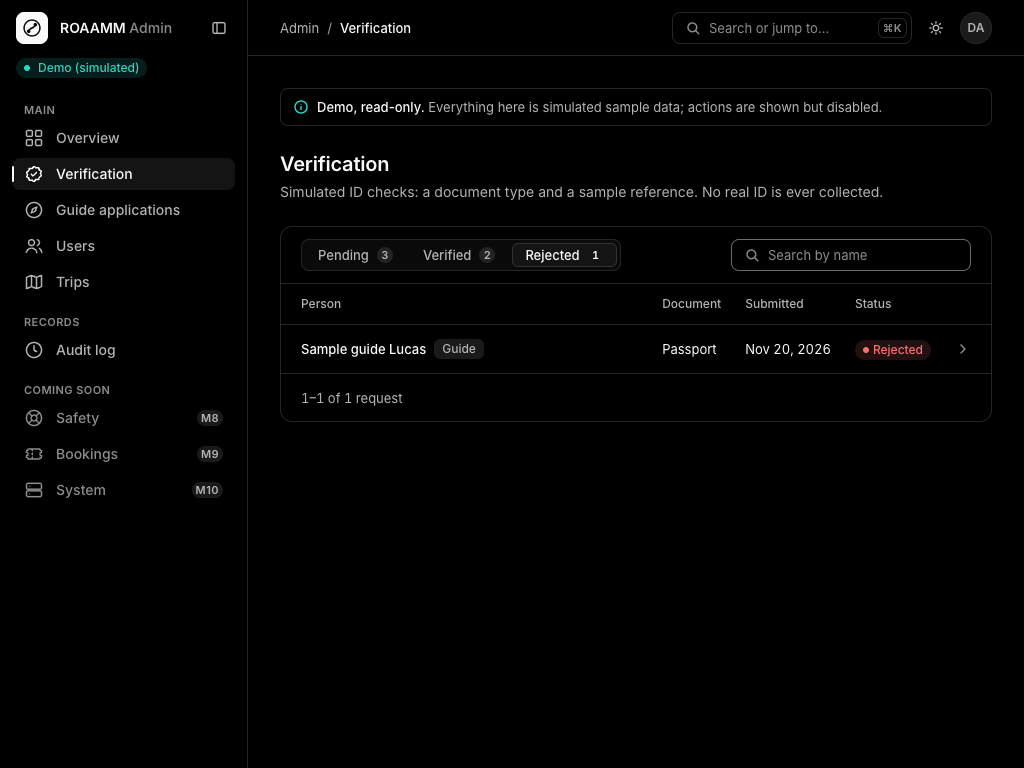 ROAAMM Admin
Demo (simulated)
MAIN
Overview
Verification
Guide applications
Users
Trips
RECORDS
Audit log
COMING SOON
Safety M8
Bookings M9
System M10
Admin / Verification
Search or jump to... ⌘K
DA
Demo, read-only. Everything here is simulated sample data; actions are shown but disabled.
Verification
Simulated ID checks: a document type and a sample reference. No real ID is ever collected.
Pending 3 Verified 2 Rejected 1
Search by name
Person Document Submitted Status
Sample guide Lucas Guide Passport Nov 20, 2026 Rejected
1–1 of 1 request